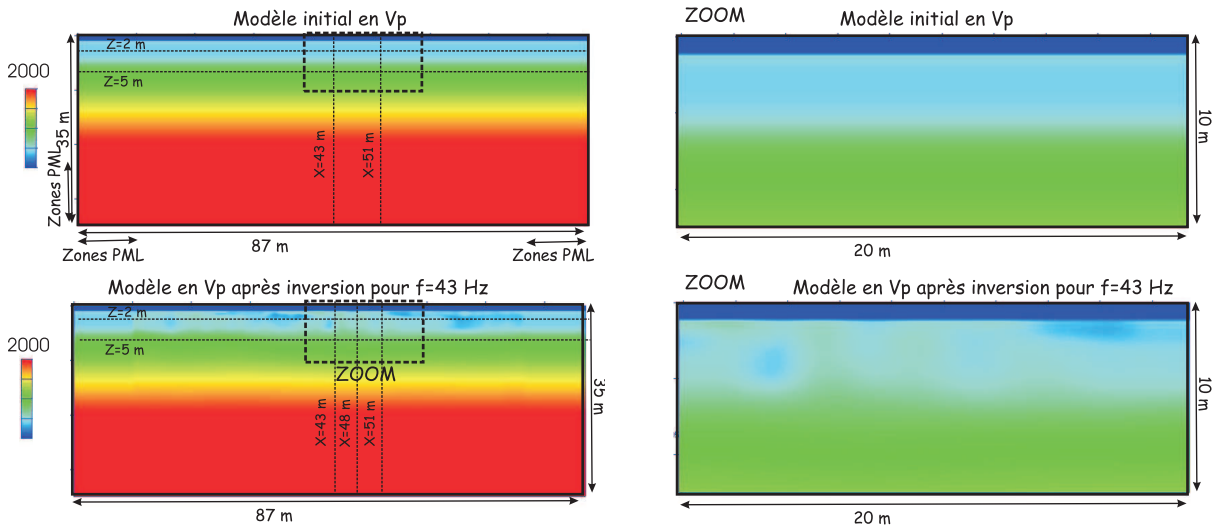 Modèle initial en Vp
Z=2 m
Z=5 m
2000
35 m
Zones PML
X=43 m
X=51 m
87 m
Zones PML
Zones PML
ZOOM
Modèle initial en Vp
10 m
20 m
Modèle en Vp après inversion pour f=43 Hz
Z=2 m
Z=5 m
2000
ZOOM
X=43 m
X=48 m
X=51 m
35 m
87 m
ZOOM
Modèle en Vp après inversion pour f=43 Hz
10 m
20 m